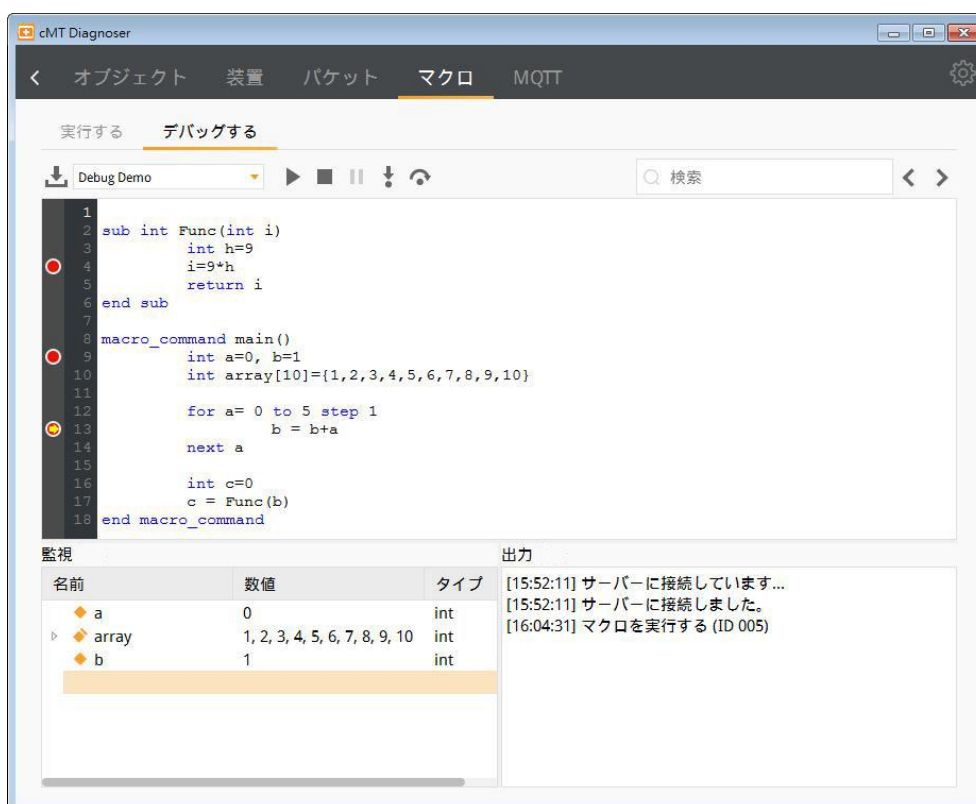 cMT Diagnoser
オブジェクト 装置 パケット マクロ MQTT
実行する デバッグする
Debug Demo 検索
1
2 sub int Func(int i)
3 int h=9
4 i=9*h
5 return i
6 end sub
7
8 macro_command main()
9 int a=0, b=1
10 int array[10]={1,2,3,4,5,6,7,8,9,10}
11
12 for a= 0 to 5 step 1
13 b = b+a
14 next a
15
16 int c=0
17 c = Func(b)
18 end macro_command
監視
名前 数値 タイプ
a 0 int
array 1, 2, 3, 4, 5, 6, 7, 8, 9, 10 int
b 1 int
出力
[15:52:11] サーバーに接続しています...
[15:52:11] サーバーに接続しました。
[16:04:31] マクロを実行する (ID 005)